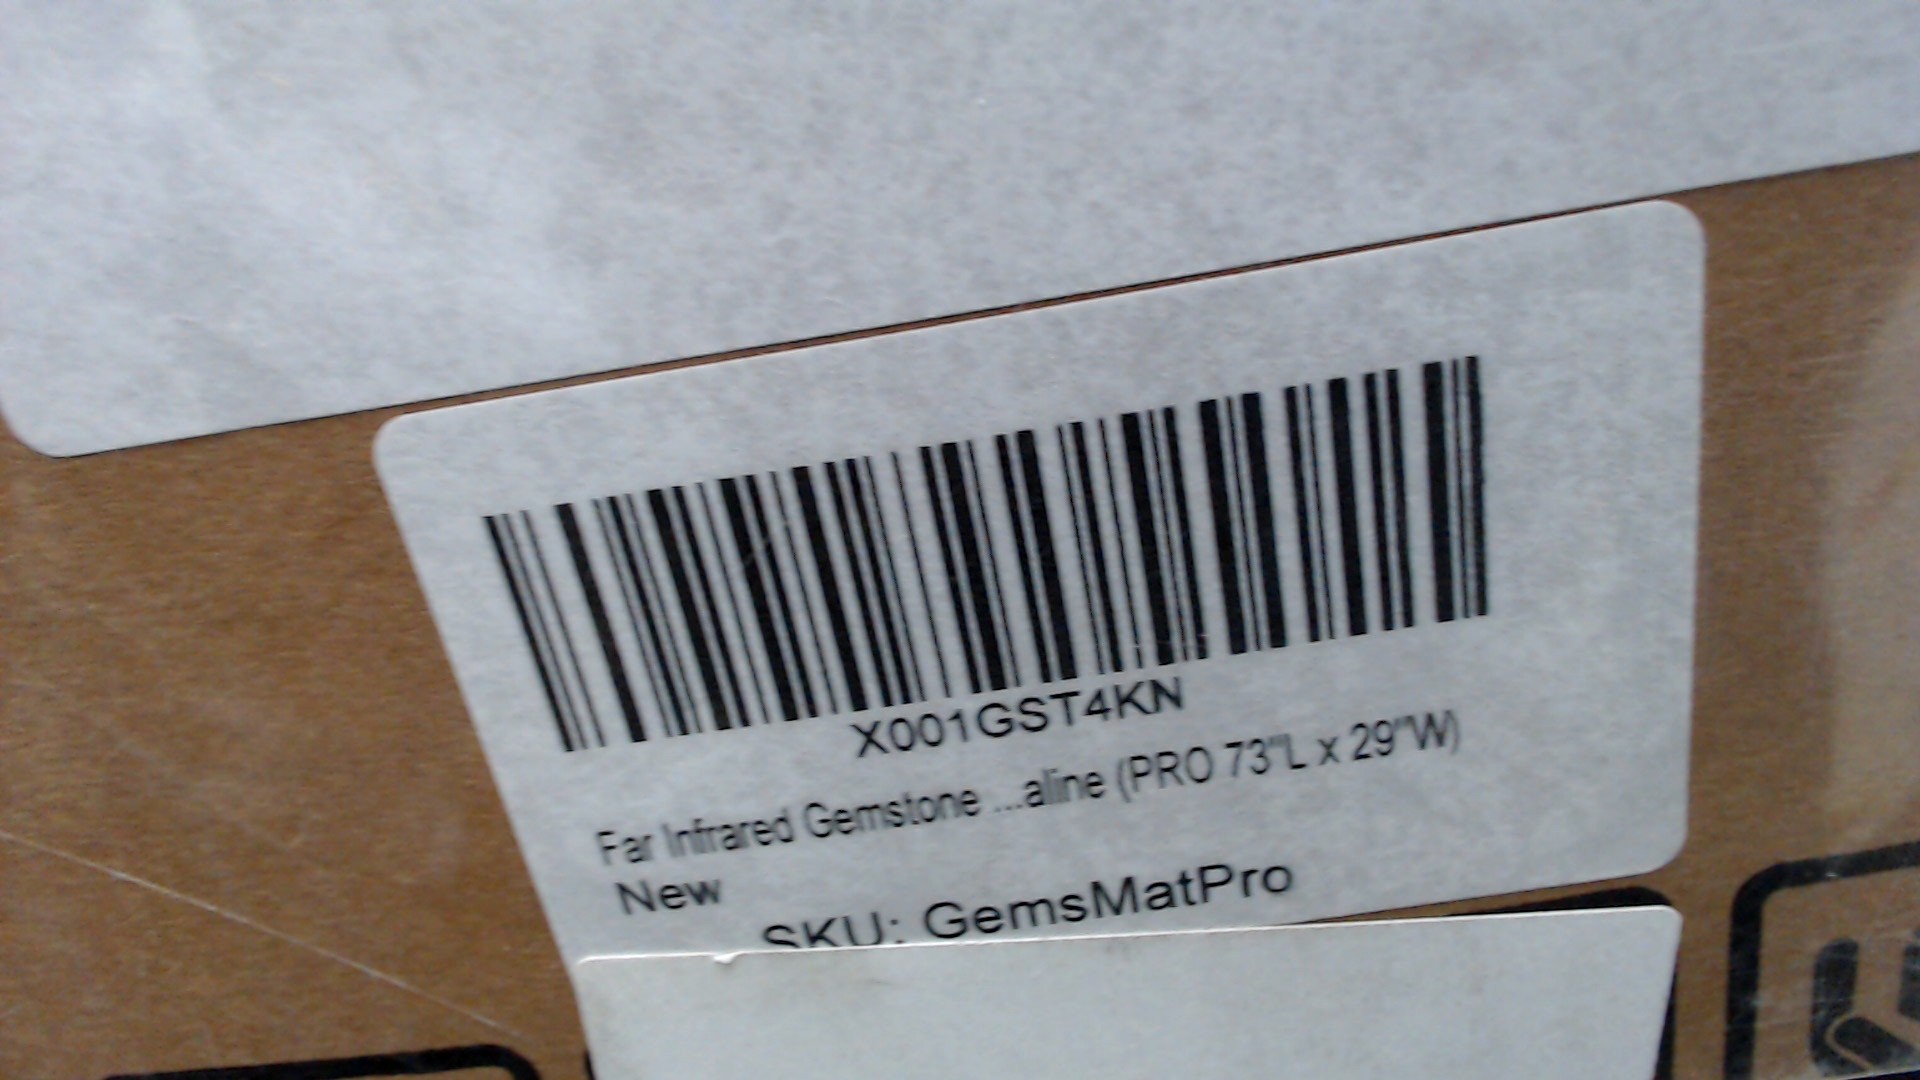 X001GST4KN
Far Infrared Gemstone ...aline (PRO 73"L x 29"W)
New
SKU: GemsMatPro